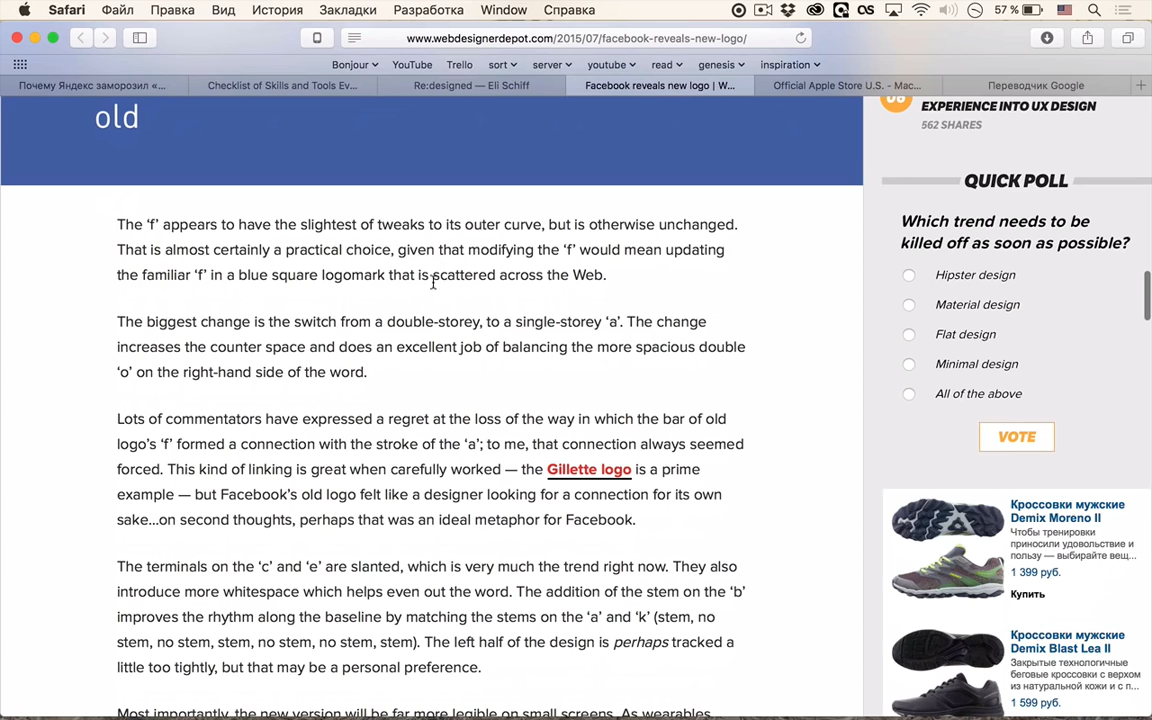 Safari Файл Правка Вид История Закладки Разработка Window Справка 57 %
www.webdesignerdepot.com/2015/07/facebook-reveals-new-logo/
Bonjour YouTube Trello sort server youtube read genesis inspiration
Почему Яндекс заморозил «... Checklist of Skills and Tools Ev... Re:designed — Eli Schiff Facebook reveals new logo | W... Official Apple Store U.S. - Mac... Переводчик Google
old
The ‘f’ appears to have the slightest of tweaks to its outer curve, but is otherwise unchanged.
That is almost certainly a practical choice, given that modifying the ‘f’ would mean updating
the familiar ‘f’ in a blue square logomark that is scattered across the Web.
The biggest change is the switch from a double-storey, to a single-storey ‘a’. The change
increases the counter space and does an excellent job of balancing the more spacious double
‘o’ on the right-hand side of the word.
Lots of commentators have expressed a regret at the loss of the way in which the bar of old
logo’s ‘f’ formed a connection with the stroke of the ‘a’; to me, that connection always seemed
forced. This kind of linking is great when carefully worked — the Gillette logo is a prime
example — but Facebook’s old logo felt like a designer looking for a connection for its own
sake…on second thoughts, perhaps that was an ideal metaphor for Facebook.
The terminals on the ‘c’ and ‘e’ are slanted, which is very much the trend right now. They also
introduce more whitespace which helps even out the word. The addition of the stem on the ‘b’
improves the rhythm along the baseline by matching the stems on the ‘a’ and ‘k’ (stem, no
stem, no stem, stem, no stem, no stem, stem). The left half of the design is perhaps tracked a
little too tightly, but that may be a personal preference.
Most importantly, the new version will be far more legible on small screens. As wearables
EXPERIENCE INTO UX DESIGN
562 SHARES
QUICK POLL
Which trend needs to be
killed off as soon as possible?
Hipster design
Material design
Flat design
Minimal design
All of the above
VOTE
Кроссовки мужские
Demix Moreno II
Чтобы тренировки
приносили удовольствие и
пользу — выбирайте вещ...
1 399 руб.
Купить
Кроссовки мужские
Demix Blast Lea II
Закрытые технологичные
беговые кроссовки с верхом
из натуральной кожи и с п...
1 599 руб.